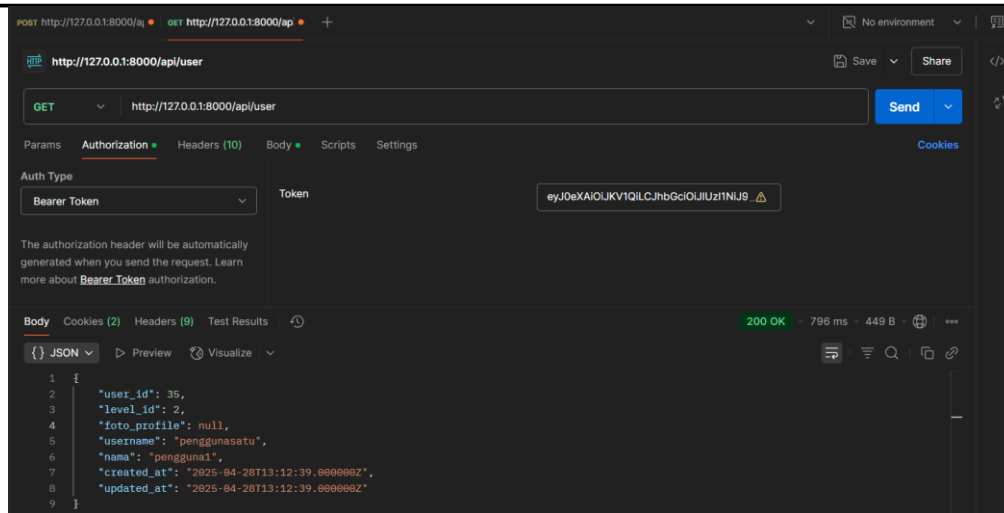 POST http://127.0.0.1:8000/a
GET http://127.0.0.1:8000/ap
No environment
HTTP http://127.0.0.1:8000/api/user
Save
Share
GET http://127.0.0.1:8000/api/user
Send
Params Authorization Headers (10) Body Scripts Settings
Cookies
Auth Type
Bearer Token
Token
eyJ0eXAiOiJKV1QiLCJhbGciOiJIUzI1NiJ9...
The authorization header will be automatically
generated when you send the request. Learn
more about Bearer Token authorization.
Body Cookies (2) Headers (9) Test Results
200 OK • 796 ms • 449 B
{} JSON Preview Visualize
1 {
2 "user_id": 35,
3 "level_id": 2,
4 "foto_profile": null,
5 "username": "penggunasatu",
6 "nama": "pengguna1",
7 "created_at": "2025-04-28T13:12:39.000000Z",
8 "updated_at": "2025-04-28T13:12:39.000000Z"
9 }